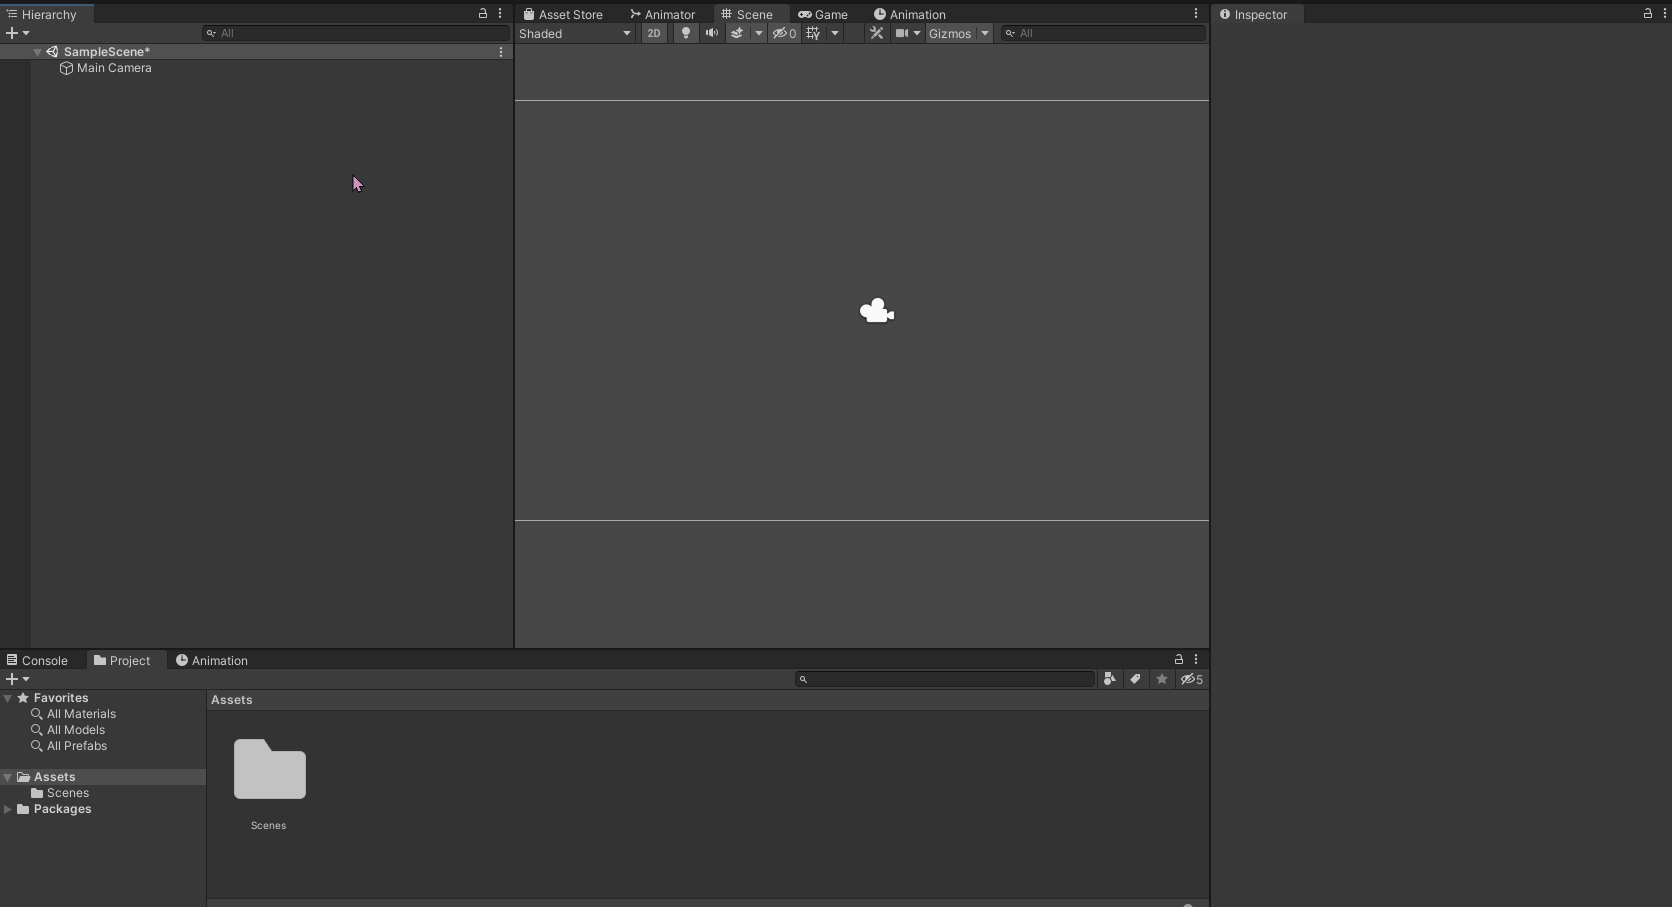 Hierarchy
All
SampleScene*
Main Camera
Asset Store
Animator
Scene
Game
Animation
Shaded
2D
0
Gizmos
All
Inspector
Console
Project
Animation
5
Favorites
All Materials
All Models
All Prefabs
Assets
Scenes
Packages
Assets
Scenes